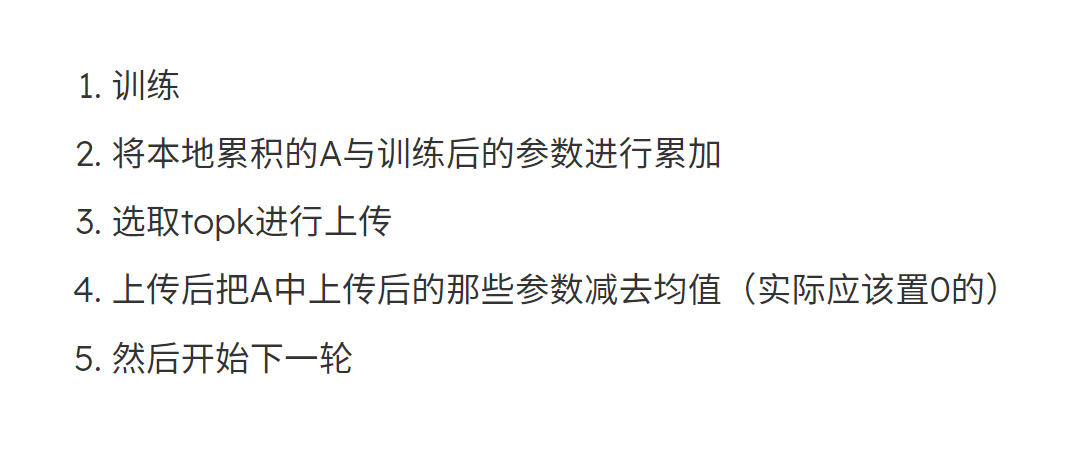 1. 训练
2. 将本地累积的A与训练后的参数进行累加
3. 选取topk进行上传
4. 上传后把A中上传后的那些参数减去均值（实际应该置0的）
5. 然后开始下一轮